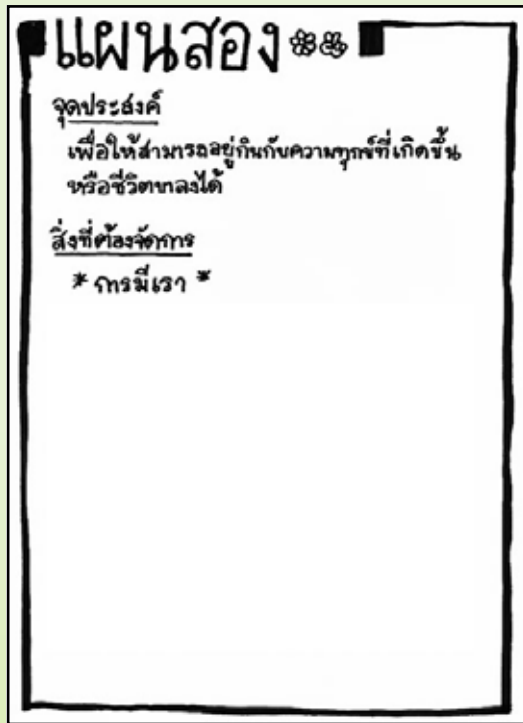 แผนสอง
จุดประสงค์
เพื่อให้สามารถอยู่กินกับความทุกข์ที่เกิดขึ้น
หรือชีวิตขาลงได้
สิ่งที่ต้องจัดการ
* การมีเรา *